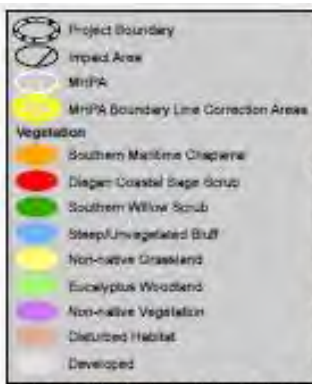 Project Boundary
Impact Area
MHPA
MHPA Boundary Line Correction Areas
Vegetation
Southern Maritime Chaparral
Diegan Coastal Sage Scrub
Southern Willow Scrub
Steep/Unvegetated Bluff
Non-native Grassland
Eucalyptus Woodland
Non-native Vegetation
Disturbed Habitat
Developed